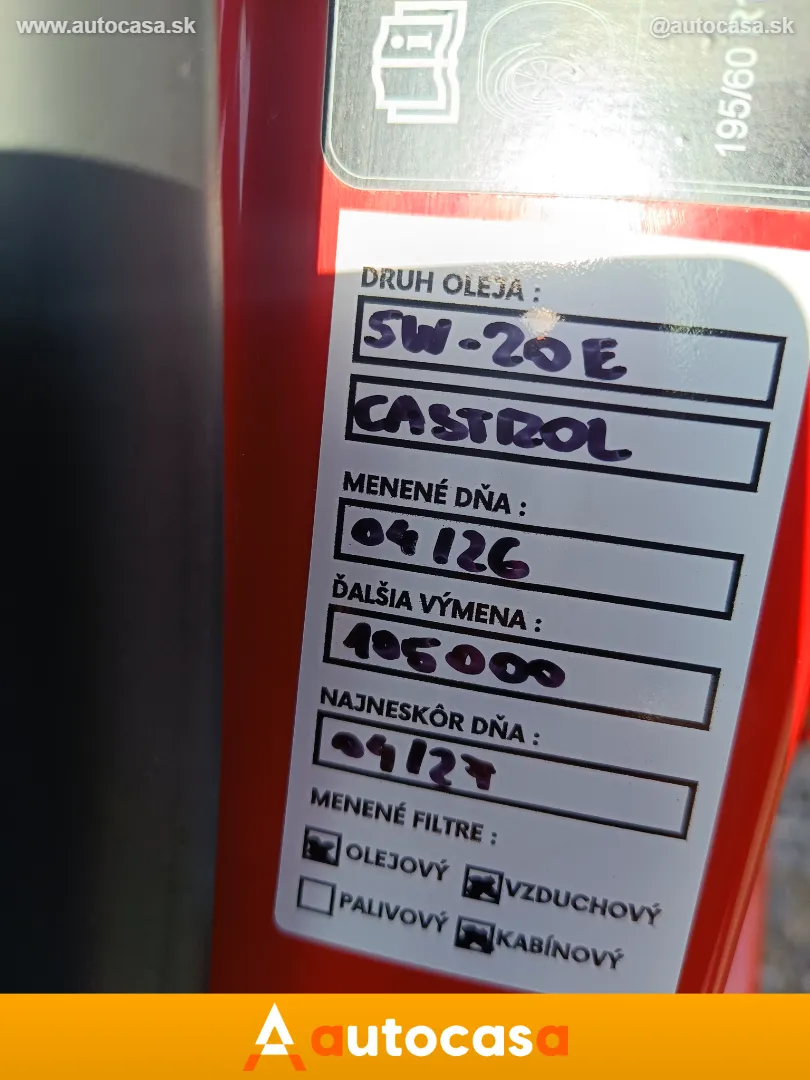 www.autocasa.sk
@autocasa.sk
195/60
DRUH OLEJA :
5W-20E
CASTROL
MENENÉ DŇA :
04/26
ĎALŠIA VÝMENA :
105000
NAJNESKÔR DŇA :
04/27
MENENÉ FILTRE :
OLEJOVÝ VZDUCHOVÝ
PALIVOVÝ KABÍNOVÝ
autocasa